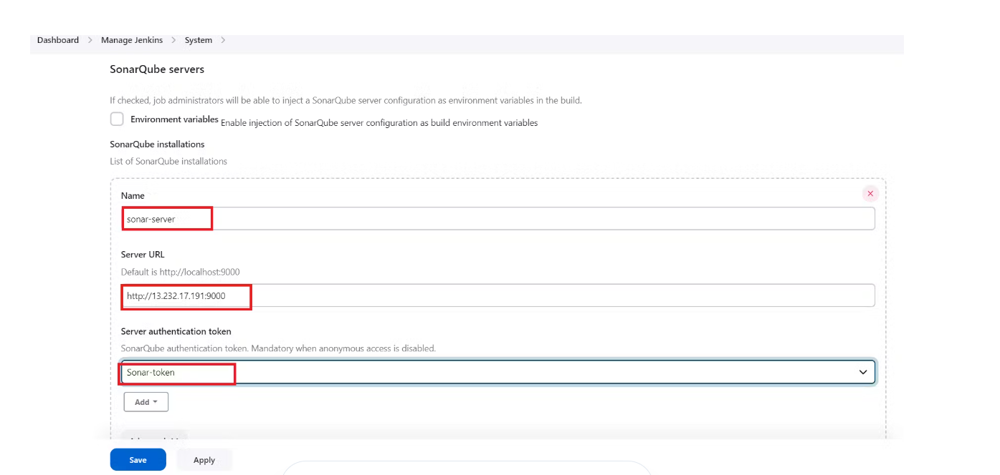 Dashboard > Manage Jenkins > System >
SonarQube servers
If checked, job administrators will be able to inject a SonarQube server configuration as environment variables in the build.
Environment variables Enable injection of SonarQube server configuration as build environment variables
SonarQube installations
List of SonarQube installations
Name
sonar-server
Server URL
Default is http://localhost:9000
http://13.232.17.191:9000
Server authentication token
SonarQube authentication token. Mandatory when anonymous access is disabled.
Sonar-token
Add
Save Apply